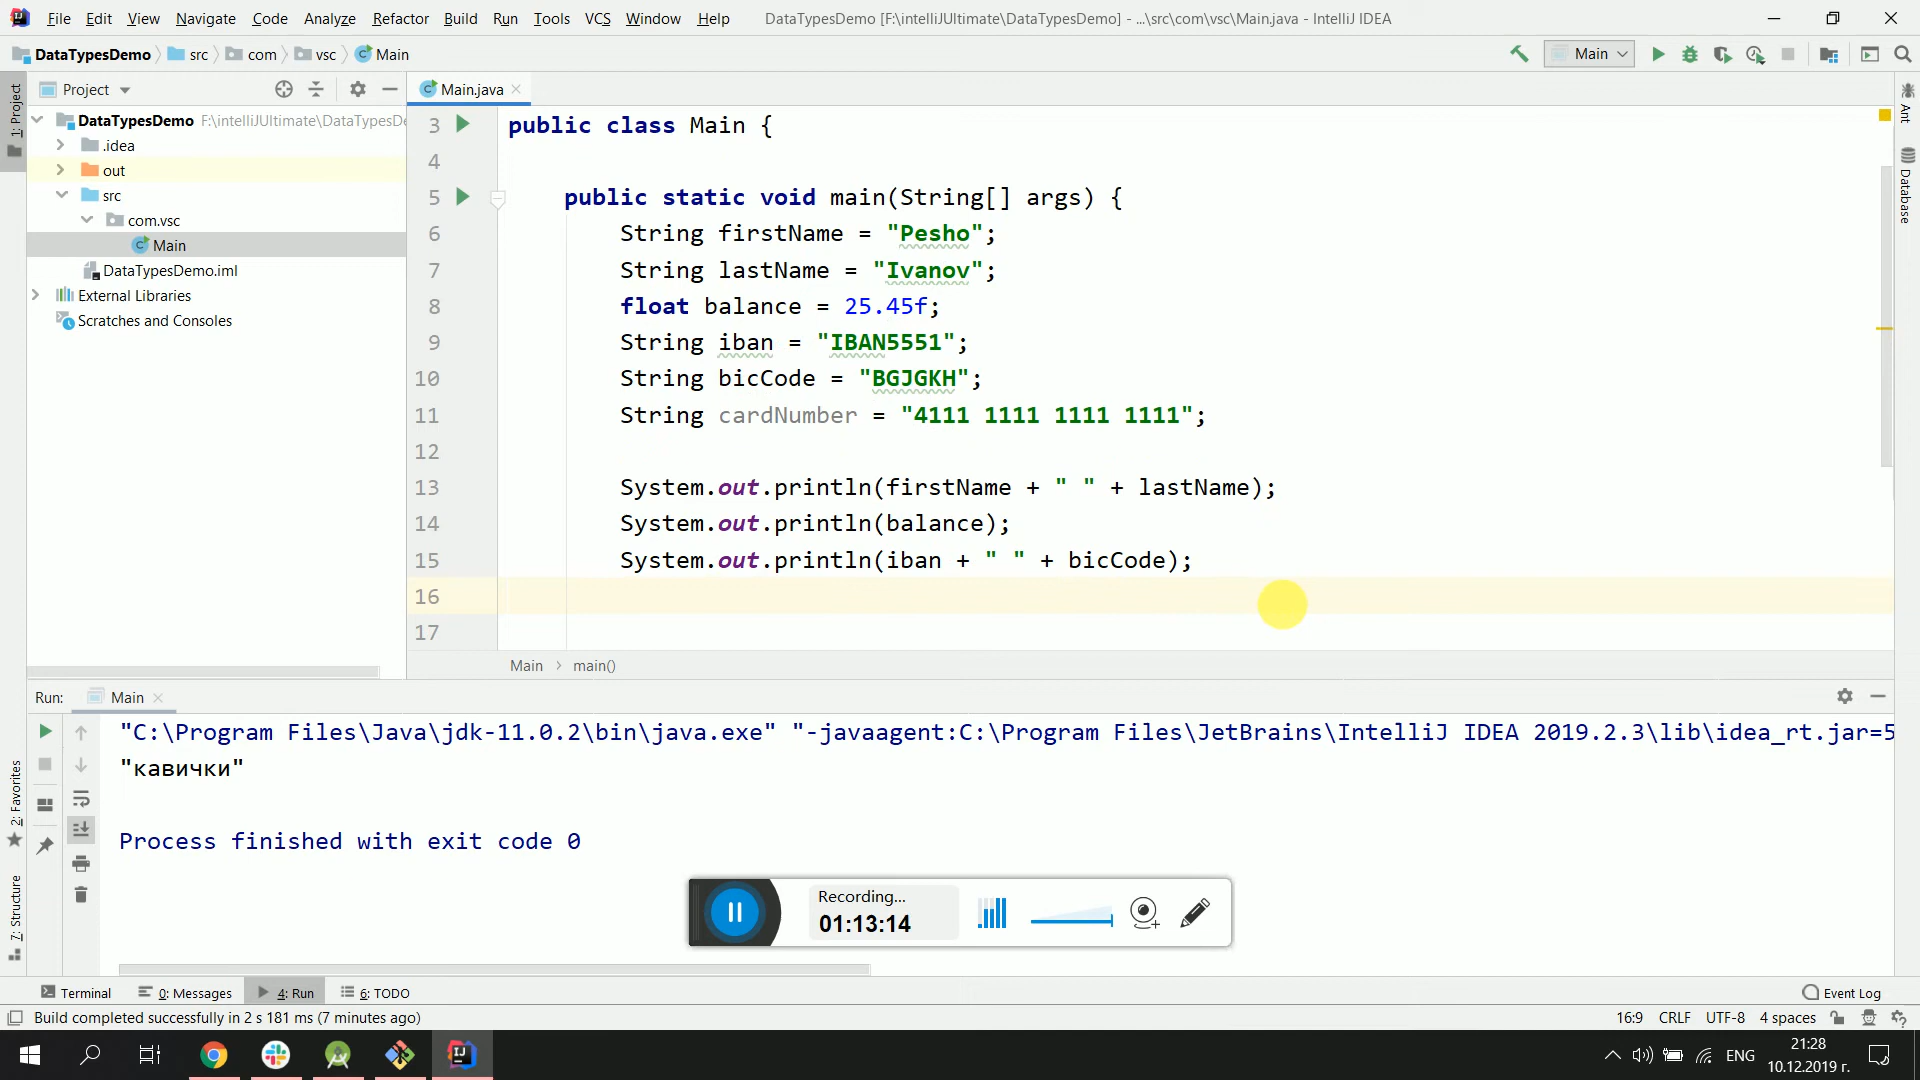 File Edit View Navigate Code Analyze Refactor Build Run Tools VCS Window Help DataTypesDemo [F:\intelliJUltimate\DataTypesDemo] - ...\src\com\vsc\Main.java - IntelliJ IDEA
DataTypesDemo src com vsc Main Main
1: Project
Project
DataTypesDemo F:\intelliJUltimate\DataTypesDe
.idea
out
src
com.vsc
Main
DataTypesDemo.iml
External Libraries
Scratches and Consoles
Main.java
3 public class Main {
4
5 public static void main(String[] args) {
6 String firstName = "Pesho";
7 String lastName = "Ivanov";
8 float balance = 25.45f;
9 String iban = "IBAN5551";
10 String bicCode = "BGJGKH";
11 String cardNumber = "4111 1111 1111 1111";
12
13 System.out.println(firstName + " " + lastName);
14 System.out.println(balance);
15 System.out.println(iban + " " + bicCode);
16
17
Main main()
Ant
Database
Run: Main
"C:\Program Files\Java\jdk-11.0.2\bin\java.exe" "-javaagent:C:\Program Files\JetBrains\IntelliJ IDEA 2019.2.3\lib\idea_rt.jar=5
"кавички"
Process finished with exit code 0
2: Favorites
7: Structure
Recording...
01:13:14
Terminal 0: Messages 4: Run 6: TODO Event Log
Build completed successfully in 2 s 181 ms (7 minutes ago) 16:9 CRLF UTF-8 4 spaces
ENG
21:28
10.12.2019 г.